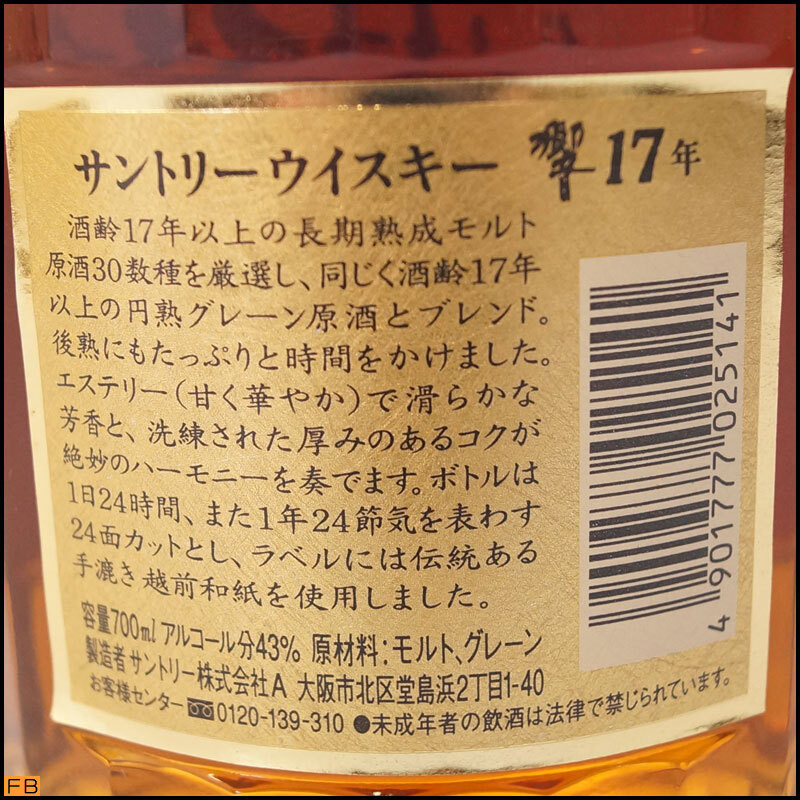 サントリーウイスキー 響 17年
酒齢17年以上の長期熟成モルト
原酒30数種を厳選し、同じく酒齢17年
以上の円熟グレーン原酒とブレンド。
後熟にもたっぷりと時間をかけました。
エステリー(甘く華やか)で滑らかな
芳香と、洗練された厚みのあるコクが
絶妙のハーモニーを奏でます。ボトルは
1日24時間、また1年24節気を表わす
24面カットとし、ラベルには伝統ある
手漉き越前和紙を使用しました。
容量700ml アルコール分43% 原材料:モルト、グレーン
製造者サントリー株式会社A 大阪市北区堂島浜2丁目1-40
お客様センター 0120-139-310 ●未成年者の飲酒は法律で禁じられています。
4 901777 025141
FB